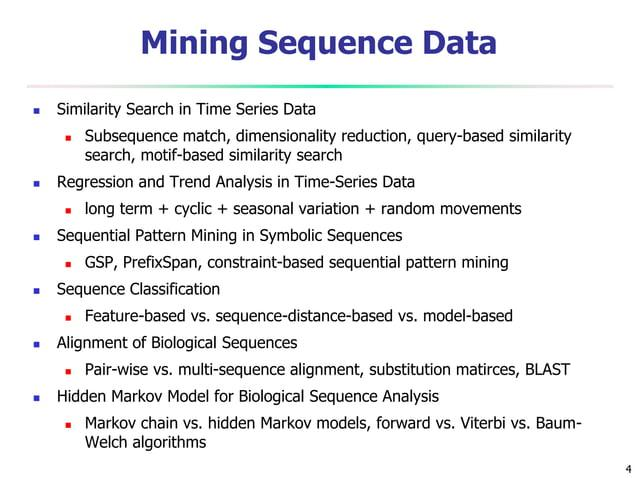 Mining Sequence Data
Similarity Search in Time Series Data
Subsequence match, dimensionality reduction, query-based similarity
search, motif-based similarity search
Regression and Trend Analysis in Time-Series Data
long term + cyclic + seasonal variation + random movements
Sequential Pattern Mining in Symbolic Sequences
GSP, PrefixSpan, constraint-based sequential pattern mining
Sequence Classification
Feature-based vs. sequence-distance-based vs. model-based
Alignment of Biological Sequences
Pair-wise vs. multi-sequence alignment, substitution matirces, BLAST
Hidden Markov Model for Biological Sequence Analysis
Markov chain vs. hidden Markov models, forward vs. Viterbi vs. Baum-
Welch algorithms
4